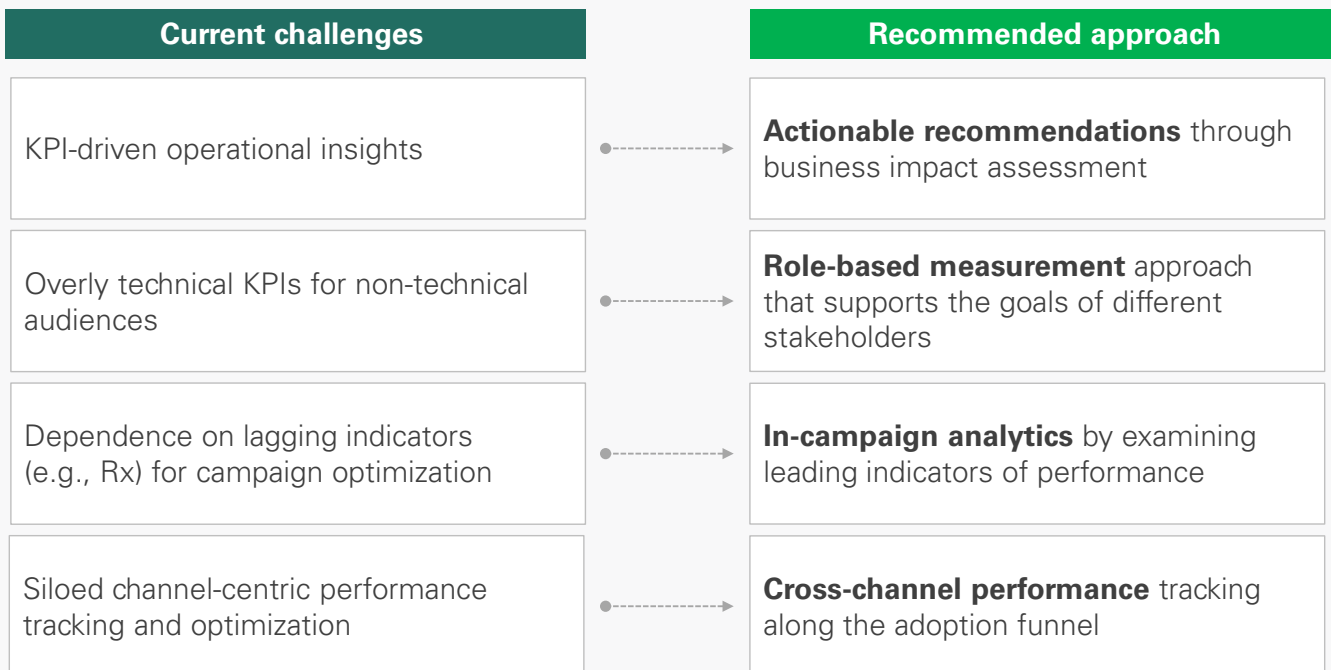 Current challenges
Recommended approach
KPI-driven operational insights
Actionable recommendations through
business impact assessment
Overly technical KPIs for non-technical
audiences
Role-based measurement approach
that supports the goals of different
stakeholders
Dependence on lagging indicators
(e.g., Rx) for campaign optimization
In-campaign analytics by examining
leading indicators of performance
Siloed channel-centric performance
tracking and optimization
Cross-channel performance tracking
along the adoption funnel